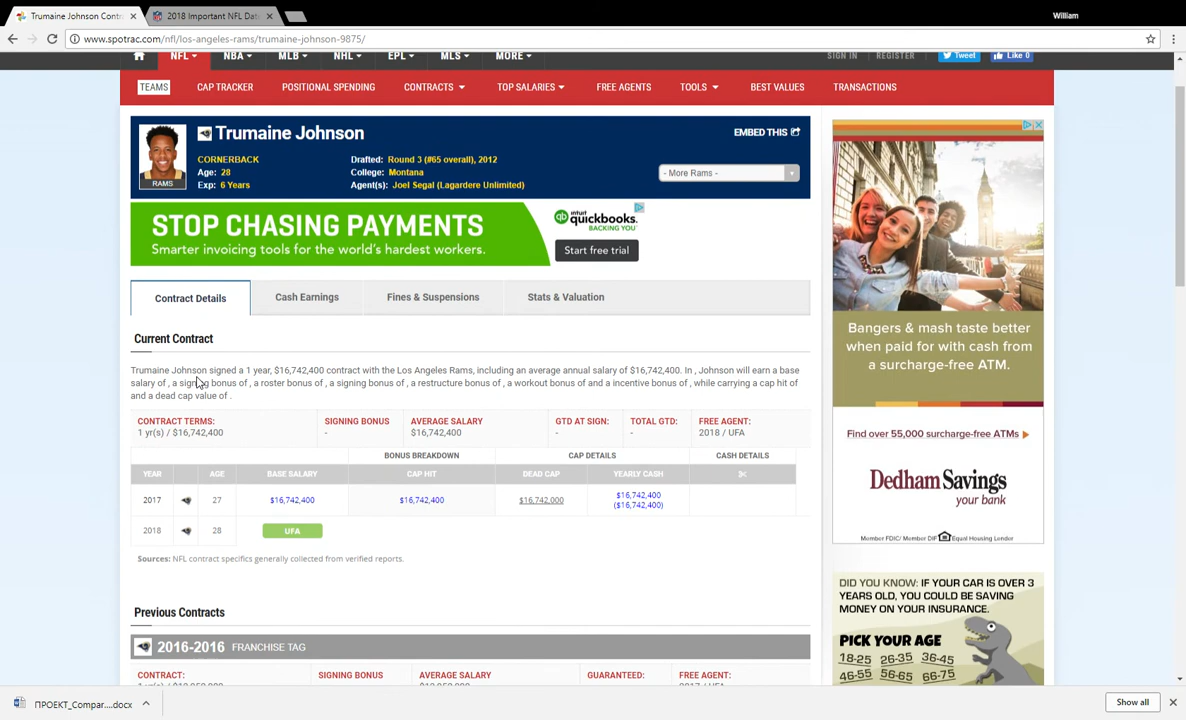 Trumaine Johnson Contr
2018 Important NFL Date
William
www.spotrac.com/nfl/los-angeles-rams/trumaine-johnson-9875/
NFL NBA MLB NHL EPL MLS MORE SIGN IN REGISTER Tweet Like 0
TEAMS CAP TRACKER POSITIONAL SPENDING CONTRACTS TOP SALARIES FREE AGENTS TOOLS BEST VALUES TRANSACTIONS
Trumaine Johnson
EMBED THIS
CORNERBACK
Age: 28
Exp: 6 Years
Drafted: Round 3 (#65 overall), 2012
College: Montana
Agent(s): Joel Segal (Lagardere Unlimited)
- More Rams -
RAMS
STOP CHASING PAYMENTS
Smarter invoicing tools for the world's hardest workers.
intuit
quickbooks.
BACKING YOU
Start free trial
Contract Details Cash Earnings Fines & Suspensions Stats & Valuation
Current Contract
Trumaine Johnson signed a 1 year, $16,742,400 contract with the Los Angeles Rams, including an average annual salary of $16,742,400. In , Johnson will earn a base
salary of , a signing bonus of , a roster bonus of , a signing bonus of , a restructure bonus of , a workout bonus of and a incentive bonus of , while carrying a cap hit of
and a dead cap value of .
CONTRACT TERMS: SIGNING BONUS AVERAGE SALARY GTD AT SIGN: TOTAL GTD: FREE AGENT:
1 yr(s) / $16,742,400 - $16,742,400 - - 2018 / UFA
BONUS BREAKDOWN CAP DETAILS CASH DETAILS
YEAR AGE BASE SALARY CAP HIT DEAD CAP YEARLY CASH
2017 27 $16,742,400 $16,742,400 $16,742,000 $16,742,400
($16,742,400)
2018 28 UFA
Sources: NFL contract specifics generally collected from verified reports.
Previous Contracts
2016-2016 FRANCHISE TAG
CONTRACT: SIGNING BONUS AVERAGE SALARY GUARANTEED: FREE AGENT:
Bangers & mash taste better
when paid for with cash from
a surcharge-free ATM.
Find over 55,000 surcharge-free ATMs
Dedham Savings
your bank
Member FDIC/ Member DIF Equal Housing Lender
DID YOU KNOW: IF YOUR CAR IS OVER 3
YEARS OLD, YOU COULD BE SAVING
MONEY ON YOUR INSURANCE.
PICK YOUR AGE
18-25 26-35 36-45
46-55 56-65 66-75
ПРОЕКТ_Compar....docx
Show all